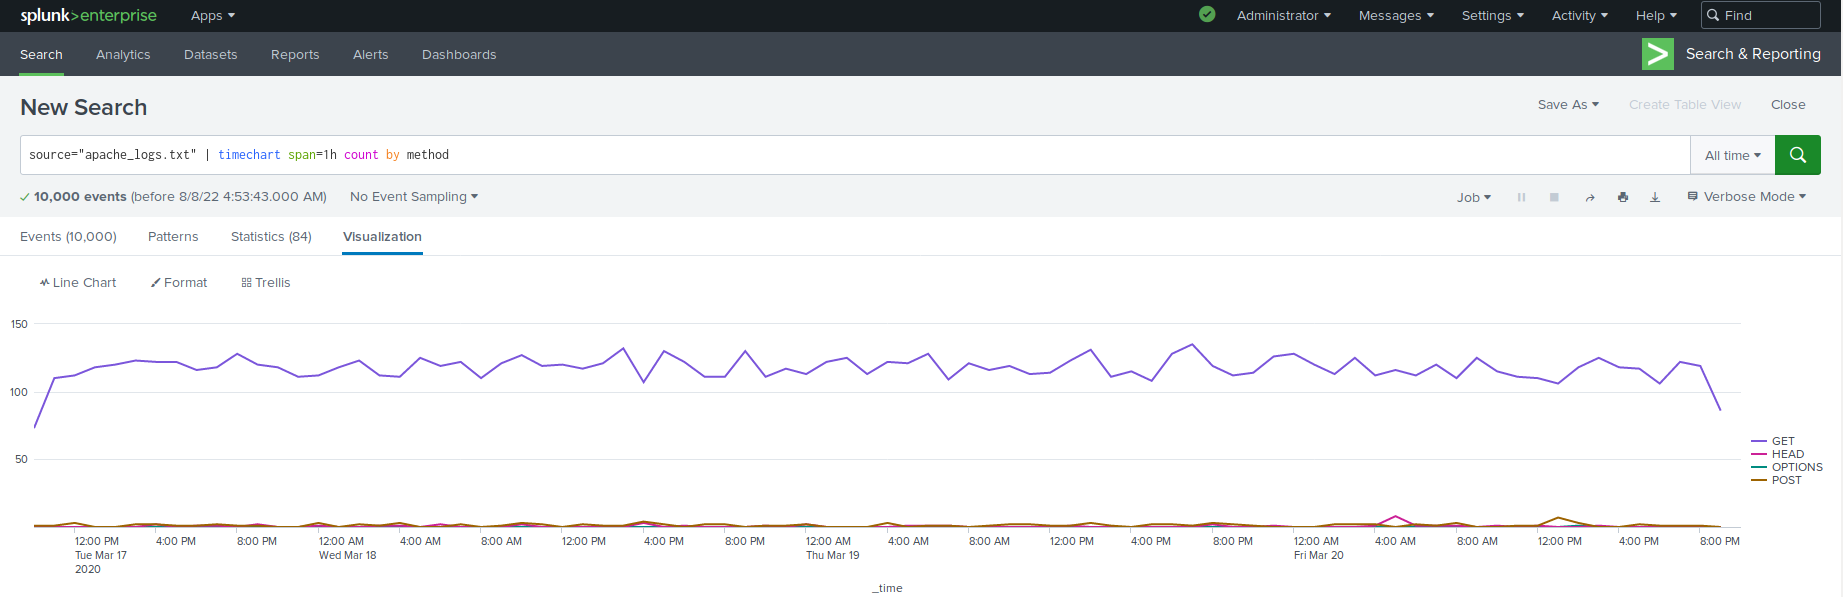 splunk>enterprise Apps Administrator Messages Settings Activity Help Find
Search Analytics Datasets Reports Alerts Dashboards Search & Reporting
New Search Save As Create Table View Close
source="apache_logs.txt" | timechart span=1h count by method All time
10,000 events (before 8/8/22 4:53:43.000 AM) No Event Sampling Job Verbose Mode
Events (10,000) Patterns Statistics (84) Visualization
Line Chart Format Trellis
150
100
50
GET
HEAD
OPTIONS
POST
12:00 PM 4:00 PM 8:00 PM 12:00 AM 4:00 AM 8:00 AM 12:00 PM 4:00 PM 8:00 PM 12:00 AM 4:00 AM 8:00 AM 12:00 PM 4:00 PM 8:00 PM 12:00 AM 4:00 AM 8:00 AM 12:00 PM 4:00 PM 8:00 PM
Tue Mar 17 Wed Mar 18 Thu Mar 19 Fri Mar 20
2020
_time